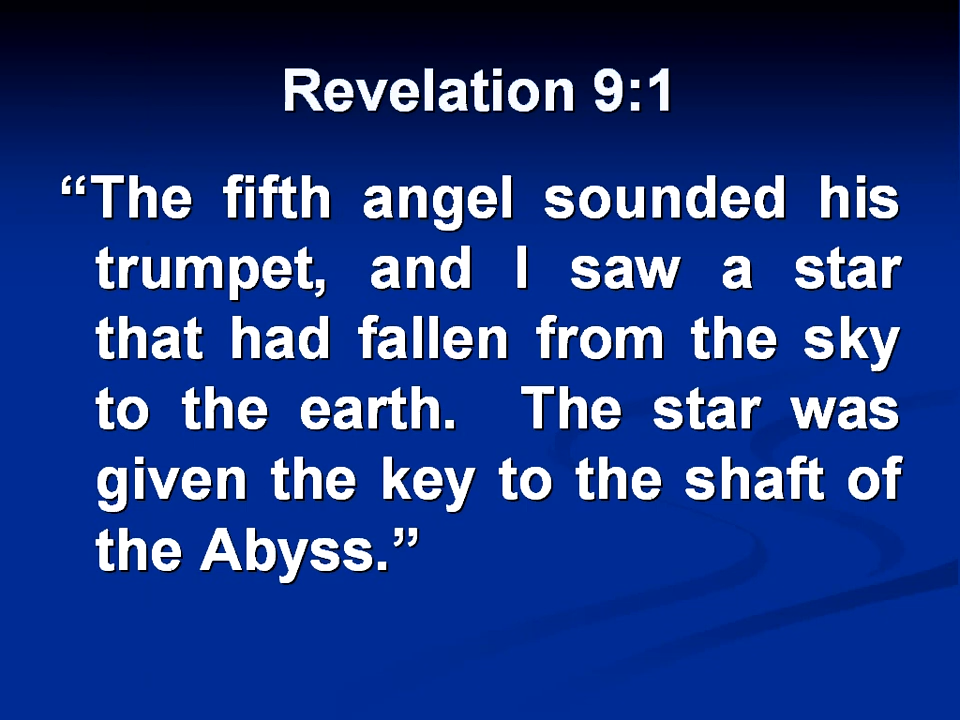 Revelation 9:1
“The fifth angel sounded his
trumpet, and I saw a star
that had fallen from the sky
to the earth.  The star was
given the key to the shaft of
the Abyss.”